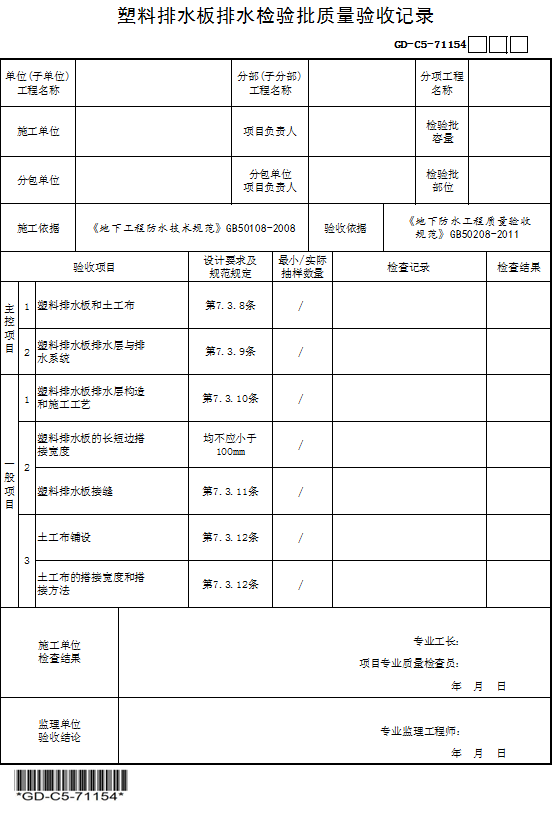 塑料排水板排水检验批质量验收记录
GD-C5-71154
单位(子单位)
工程名称
分部(子分部)
工程名称
分项工程
名称
施工单位
项目负责人
检验批
容量
分包单位
分包单位
项目负责人
检验批
部位
施工依据
《地下工程防水技术规范》GB50108-2008
验收依据
《地下防水工程质量验收
规范》GB50208-2011
验收项目
设计要求及
规范规定
最小/实际
抽样数量
检查记录
检查结果
主控项目
1
塑料排水板和土工布
第7.3.8条
/
2
塑料排水板排水层与排
水系统
第7.3.9条
/
一般项目
1
塑料排水板排水层构造
和施工工艺
第7.3.10条
/
2
塑料排水板的长短边搭
接宽度
均不应小于
100mm
/
塑料排水板接缝
第7.3.11条
/
3
土工布铺设
第7.3.12条
/
土工布的搭接宽度和搭
接方法
第7.3.12条
/
施工单位
检查结果
专业工长：
项目专业质量检查员：
年 月 日
监理单位
验收结论
专业监理工程师：
年 月 日
*GD-C5-71154*